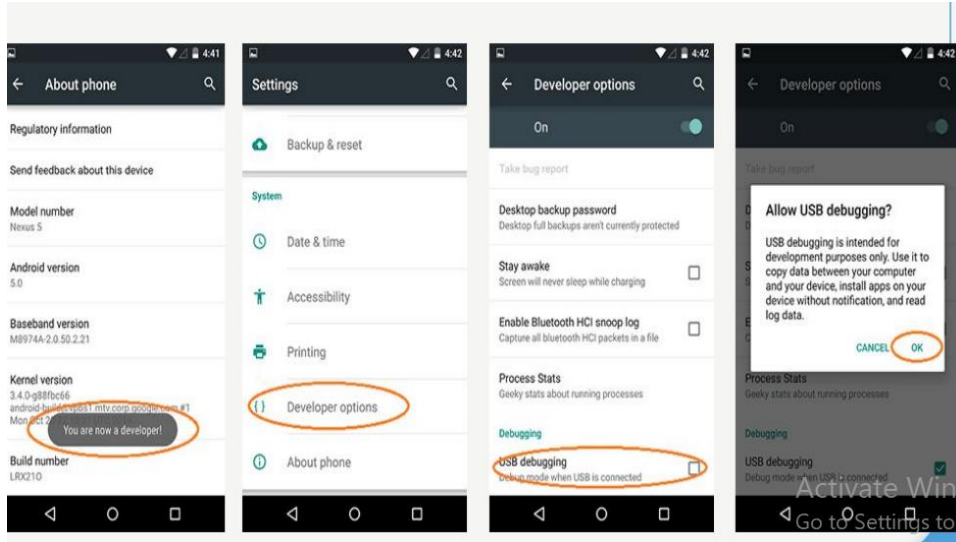 4:41
About phone
Regulatory information
Send feedback about this device
Model number
Nexus 5
Android version
5.0
Baseband version
M8974A-2.0.50.2.21
Kernel version
3.4.0-g88fbc66
You are now a developer!
Build number
LRX21O
4:42
Settings
Backup & reset
System
Date & time
Accessibility
Printing
{ } Developer options
About phone
4:42
Developer options
On
Take bug report
Desktop backup password
Desktop full backups aren't currently protected
Stay awake
Screen will never sleep while charging
Enable Bluetooth HCI snoop log
Capture all bluetooth HCI packets in a file
Process Stats
Geeky stats about running processes
Debugging
USB debugging
Debug mode when USB is connected
4:42
Developer options
On
Take bug report
Allow USB debugging?
USB debugging is intended for
development purposes only. Use it to
copy data between your computer
and your device, install apps on your
device without notification, and read
log data.
CANCEL OK
Process Stats
Geeky stats about running processes
Debugging
USB debugging
Debug mode when USB is connected
Activate Win
Go to Settings to